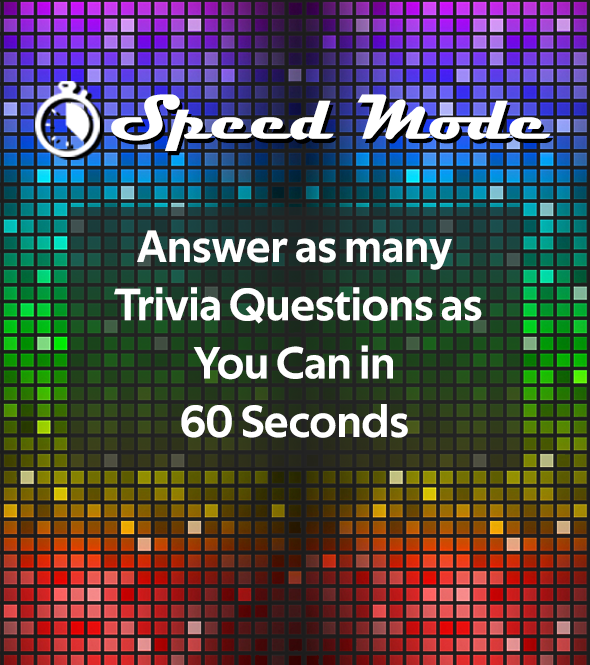 Speed Mode
Answer as many
Trivia Questions as
You Can in
60 Seconds